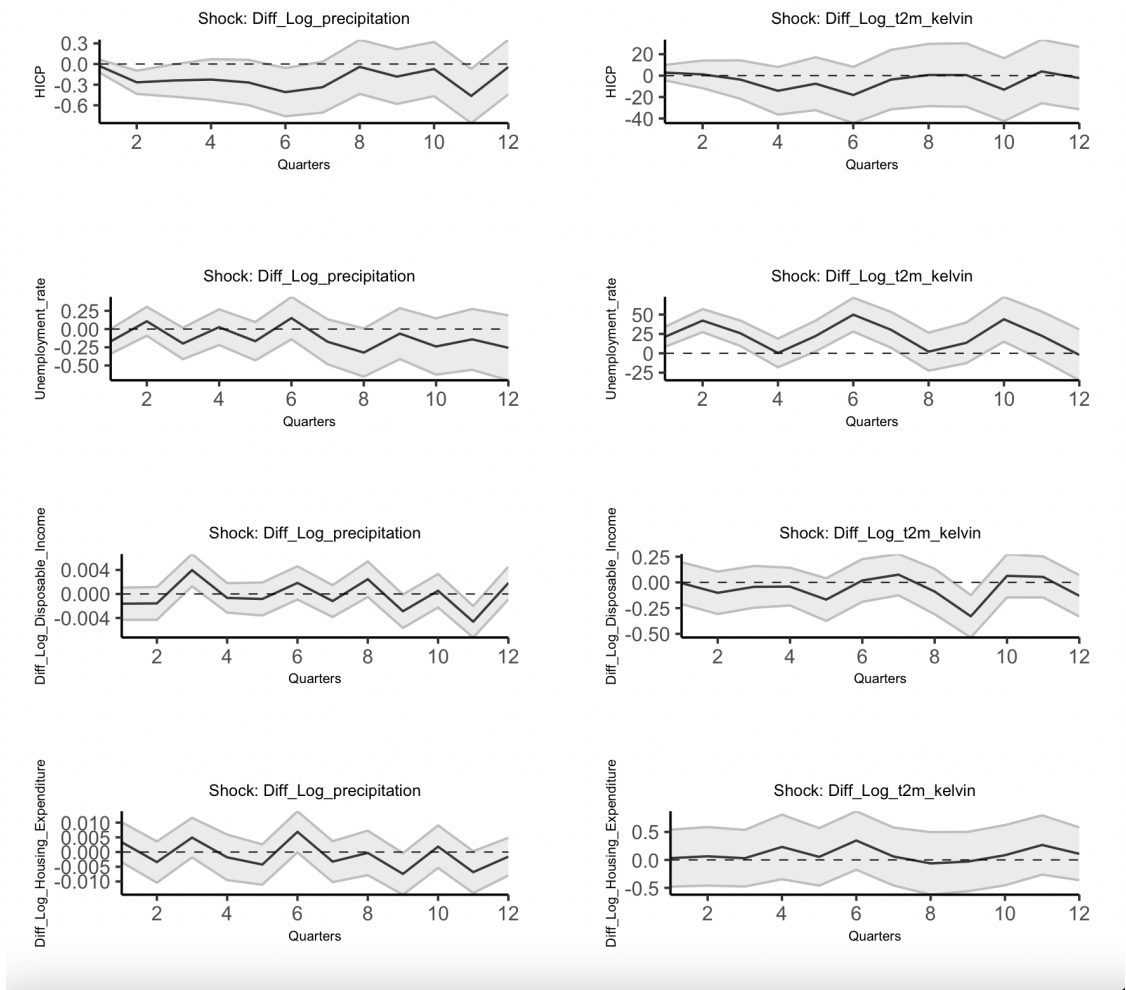 Shock: Diff_Log_precipitation
HICP
0.3
0.0
-0.3
-0.6
2 4 6 8 10 12
Quarters
Shock: Diff_Log_t2m_kelvin
HICP
20
0
-20
-40
2 4 6 8 10 12
Quarters
Shock: Diff_Log_precipitation
Unemployment_rate
0.25
0.00
-0.25
-0.50
2 4 6 8 10 12
Quarters
Shock: Diff_Log_t2m_kelvin
Unemployment_rate
50
25
0
-25
2 4 6 8 10 12
Quarters
Shock: Diff_Log_precipitation
Diff_Log_Disposable_Income
0.004
0.000
-0.004
2 4 6 8 10 12
Quarters
Shock: Diff_Log_t2m_kelvin
Diff_Log_Disposable_Income
0.25
0.00
-0.25
-0.50
2 4 6 8 10 12
Quarters
Shock: Diff_Log_precipitation
Diff_Log_Housing_Expenditure
0.010
0.005
0.000
-0.005
-0.010
2 4 6 8 10 12
Quarters
Shock: Diff_Log_t2m_kelvin
Diff_Log_Housing_Expenditure
0.5
0.0
-0.5
2 4 6 8 10 12
Quarters